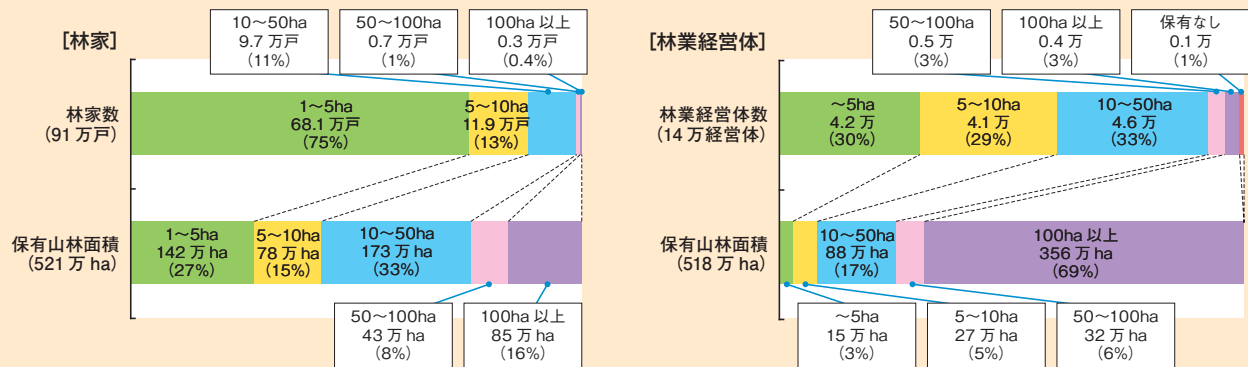 [林家]
10〜50ha
9.7 万戸
(11%)
50〜100ha
0.7 万戸
(1%)
100ha 以上
0.3 万戸
(0.4%)
林家数
(91 万戸)
1〜5ha
68.1 万戸
(75%)
5〜10ha
11.9 万戸
(13%)
保有山林面積
(521万 ha)
1〜5ha
142 万 ha
(27%)
5〜10ha
78 万 ha
(15%)
10〜50ha
173 万 ha
(33%)
50〜100ha
43 万 ha
(8%)
100ha 以上
85 万 ha
(16%)
[林業経営体]
50〜100ha
0.5 万
(3%)
100ha 以上
0.4 万
(3%)
保有なし
0.1 万
(1%)
林業経営体数
(14 万経営体)
〜5ha
4.2 万
(30%)
5〜10ha
4.1 万
(29%)
10〜50ha
4.6 万
(33%)
保有山林面積
(518 万 ha)
10〜50ha
88 万 ha
(17%)
100ha 以上
356 万 ha
(69%)
〜5ha
15 万 ha
(3%)
5〜10ha
27 万 ha
(5%)
50〜100ha
32 万 ha
(6%)